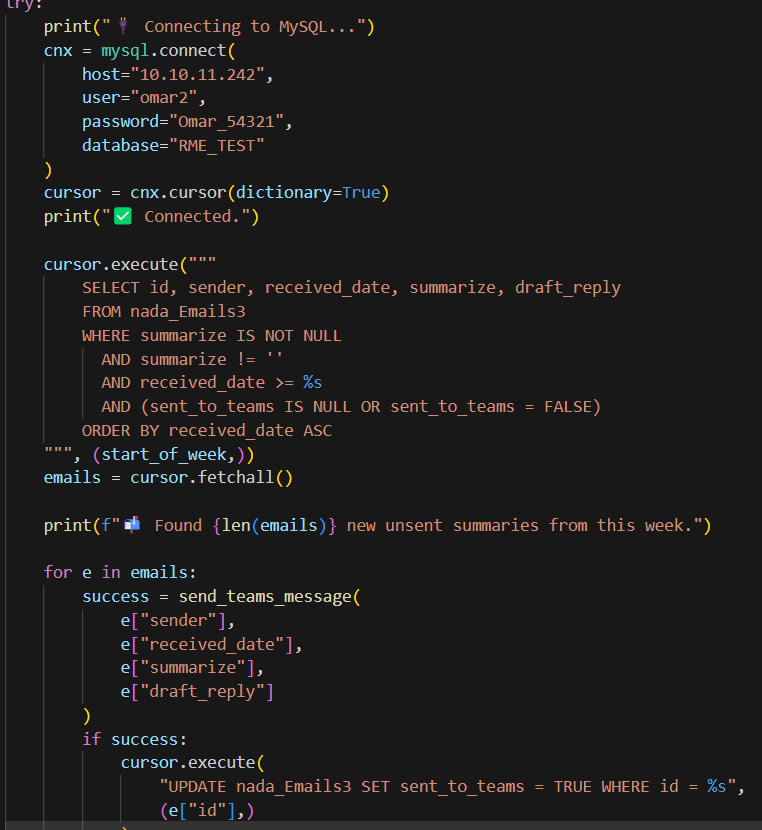 try:
    print("🔌 Connecting to MySQL...")
    cnx = mysql.connect(
        host="10.10.11.242",
        user="omar2",
        password="Omar_54321",
        database="RME_TEST"
    )
    cursor = cnx.cursor(dictionary=True)
    print("✅ Connected.")

    cursor.execute("""
        SELECT id, sender, received_date, summarize, draft_reply
        FROM nada_Emails3
        WHERE summarize IS NOT NULL
          AND summarize != ''
          AND received_date >= %s
          AND (sent_to_teams IS NULL OR sent_to_teams = FALSE)
        ORDER BY received_date ASC
    """, (start_of_week,))
    emails = cursor.fetchall()

    print(f"📬 Found {len(emails)} new unsent summaries from this week.")

    for e in emails:
        success = send_teams_message(
            e["sender"],
            e["received_date"],
            e["summarize"],
            e["draft_reply"]
        )
        if success:
            cursor.execute(
                "UPDATE nada_Emails3 SET sent_to_teams = TRUE WHERE id = %s",
                (e["id"],)